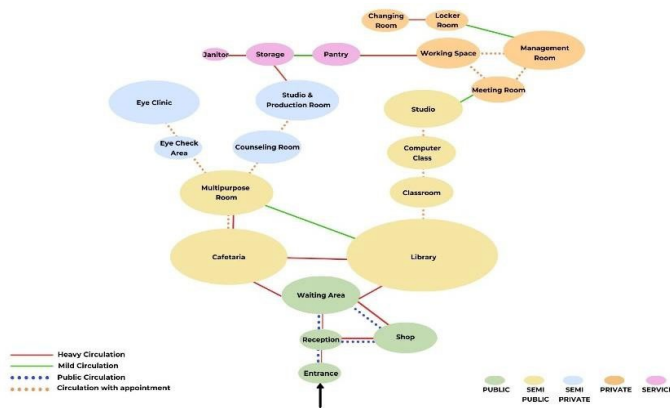 Changing
Room
Locker
Room
Janitor
Storage
Pantry
Working Space
Management
Room
Meeting Room
Eye Clinic
Studio &
Production Room
Studio
Eye Check
Area
Counseling Room
Computer
Class
Multipurpose
Room
Classroom
Cafetaria
Library
Waiting Area
Reception
Shop
Entrance
Heavy Circulation
Mild Circulation
Public Circulation
Circulation with appointment
PUBLIC
SEMI
PUBLIC
SEMI
PRIVATE
PRIVATE
SERVICE